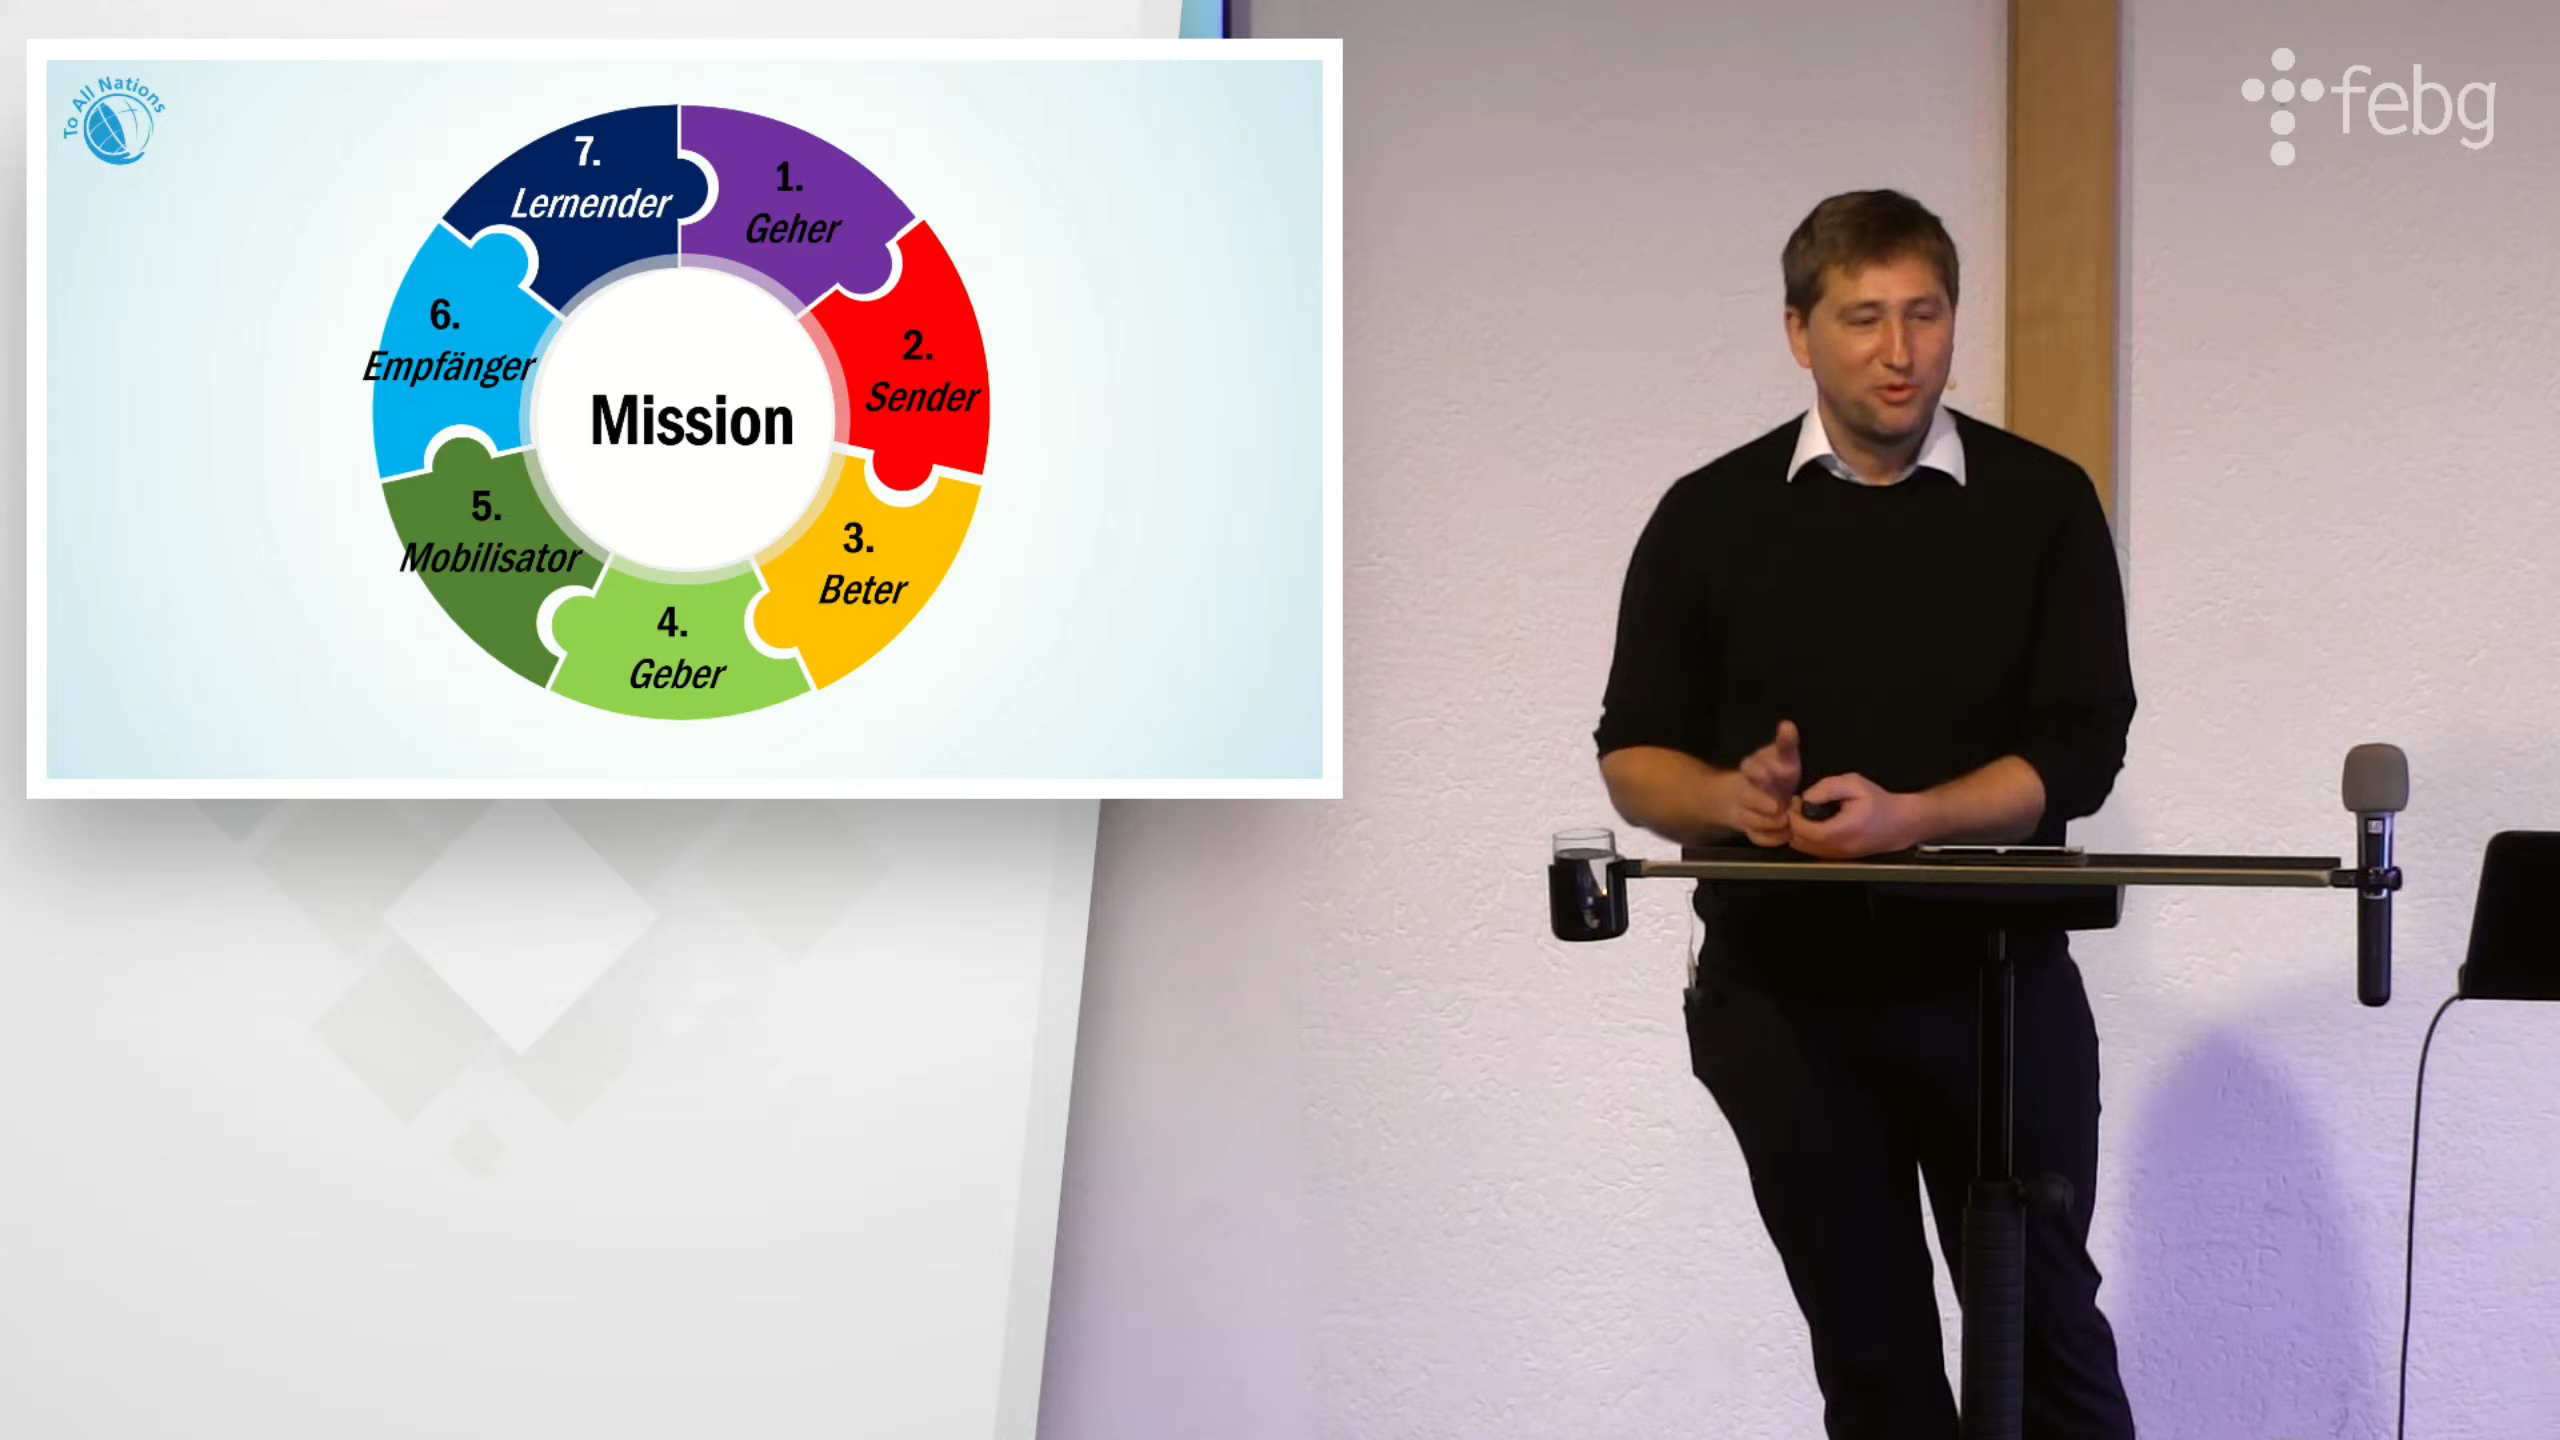 To All Nations
1.
Geher
2.
Sender
3.
Beter
4.
Geber
5.
Mobilisator
6.
Empfänger
7.
Lernender
Mission
febg